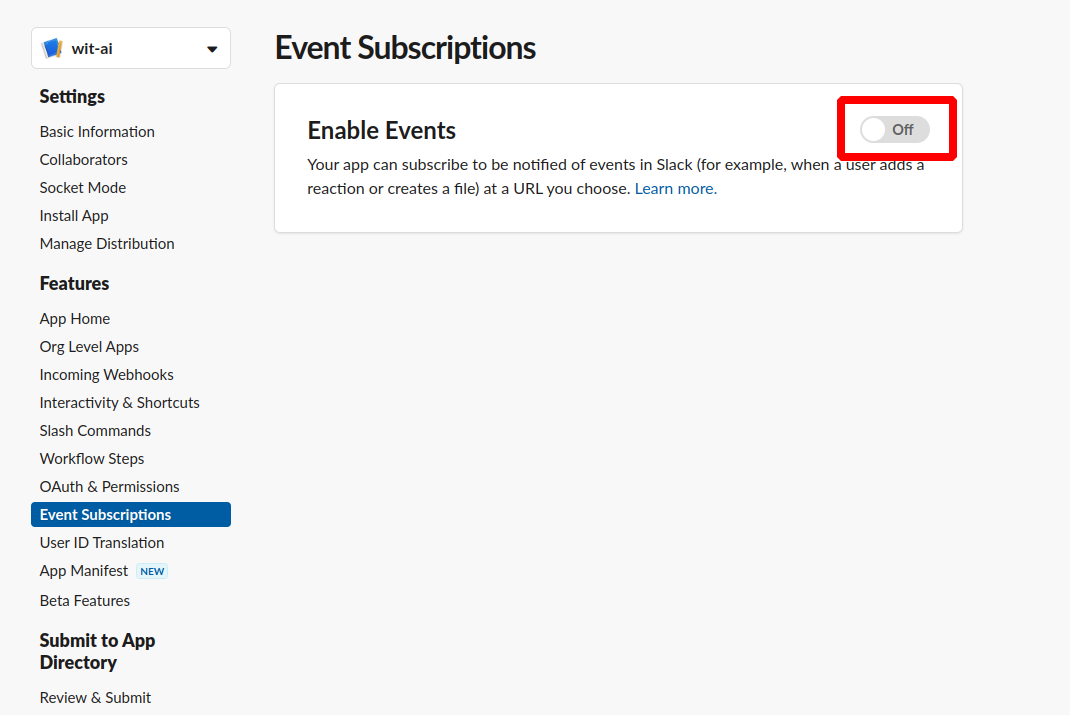 wit-ai
Settings
Basic Information
Collaborators
Socket Mode
Install App
Manage Distribution
Features
App Home
Org Level Apps
Incoming Webhooks
Interactivity & Shortcuts
Slash Commands
Workflow Steps
OAuth & Permissions
Event Subscriptions
User ID Translation
App Manifest NEW
Beta Features
Submit to App
Directory
Review & Submit
Event Subscriptions
Enable Events
Off
Your app can subscribe to be notified of events in Slack (for example, when a user adds a
reaction or creates a file) at a URL you choose. Learn more.